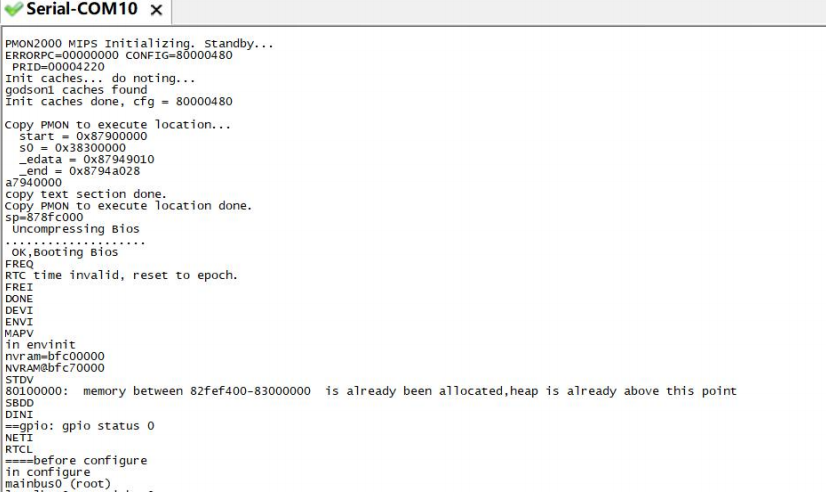 Serial-COM10 ×
PMON2000 MIPS Initializing. Standby...
ERRORPC=00000000 CONFIG=80000480
PRID=00004220
Init caches... do noting...
godson1 caches found
Init caches done, cfg = 80000480
Copy PMON to execute location...
start = 0x87900000
s0 = 0x38300000
_edata = 0x87949010
_end = 0x8794a028
a7940000
copy text section done.
Copy PMON to execute location done.
sp=878fc000
Uncompressing Bios
....................
OK,Booting Bios
FREQ
RTC time invalid, reset to epoch.
FREI
DONE
DEVI
ENVI
MAPV
in envinit
nvram=bfc00000
NVRAM@bfc70000
STDV
80100000:  memory between 82fef400-83000000  is already been allocated,heap is already above this point
SBDD
DINI
==gpio: gpio status 0
NETI
RTCL
====before configure
in configure
mainbus0 (root)